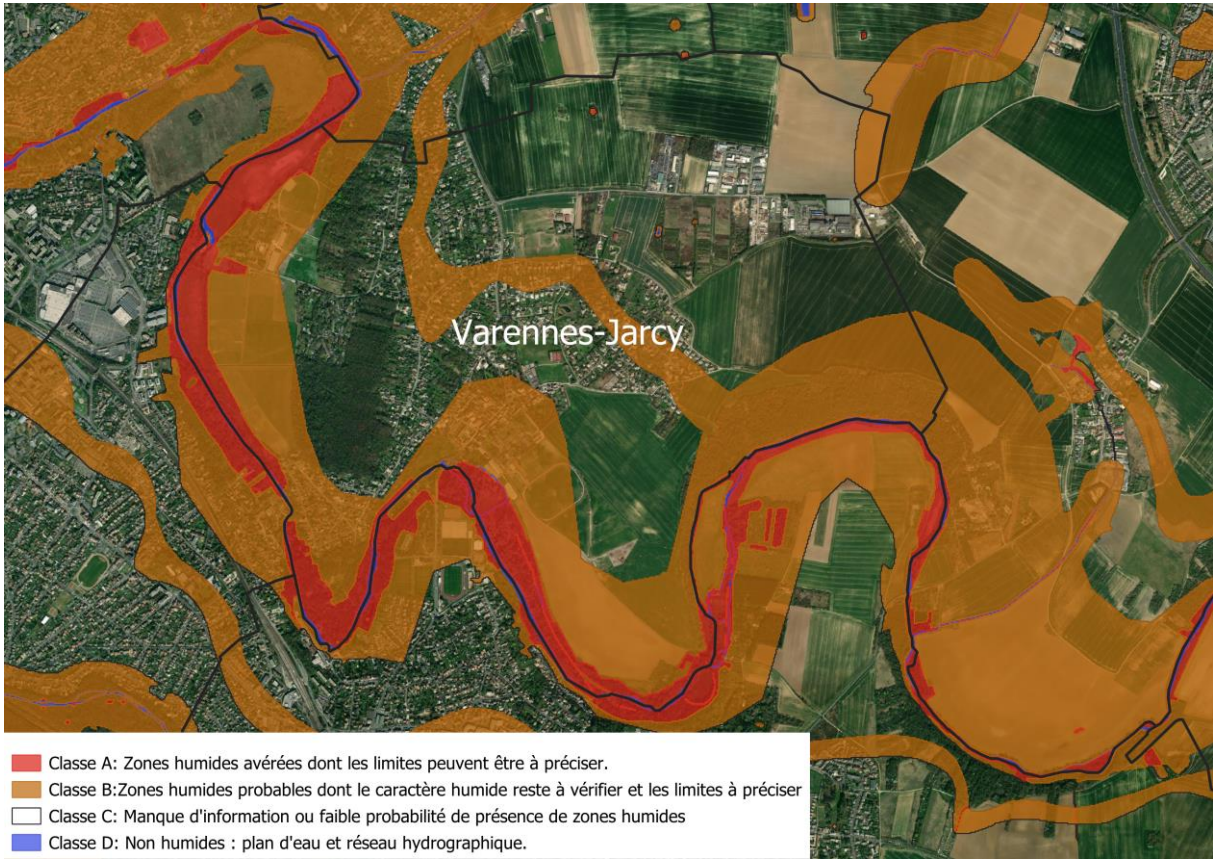 Varennes-Jarcy
Classe A: Zones humides avérées dont les limites peuvent être à préciser.
Classe B:Zones humides probables dont le caractère humide reste à vérifier et les limites à préciser
Classe C: Manque d'information ou faible probabilité de présence de zones humides
Classe D: Non humides : plan d'eau et réseau hydrographique.